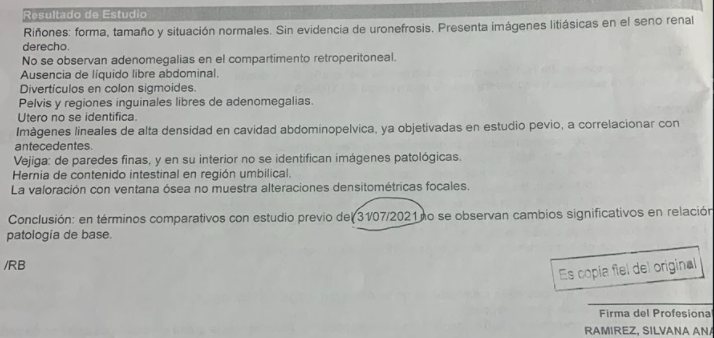 Resultado de Estudio
Riñones: forma, tamaño y situación normales. Sin evidencia de uronefrosis. Presenta imágenes litiásicas en el seno renal
derecho.
No se observan adenomegalias en el compartimento retroperitoneal.
Ausencia de líquido libre abdominal.
Divertículos en colon sigmoides.
Pelvis y regiones inguinales libres de adenomegalias.
Utero no se identifica.
Imágenes lineales de alta densidad en cavidad abdominopelvica, ya objetivadas en estudio pevio, a correlacionar con
antecedentes.
Vejiga: de paredes finas, y en su interior no se identifican imágenes patológicas.
Hernia de contenido intestinal en región umbilical.
La valoración con ventana ósea no muestra alteraciones densitométricas focales.
Conclusión: en términos comparativos con estudio previo del 31/07/2021 no se observan cambios significativos en relación
patología de base.
/RB
Es copia fiel del original
Firma del Profesional
RAMIREZ, SILVANA ANA